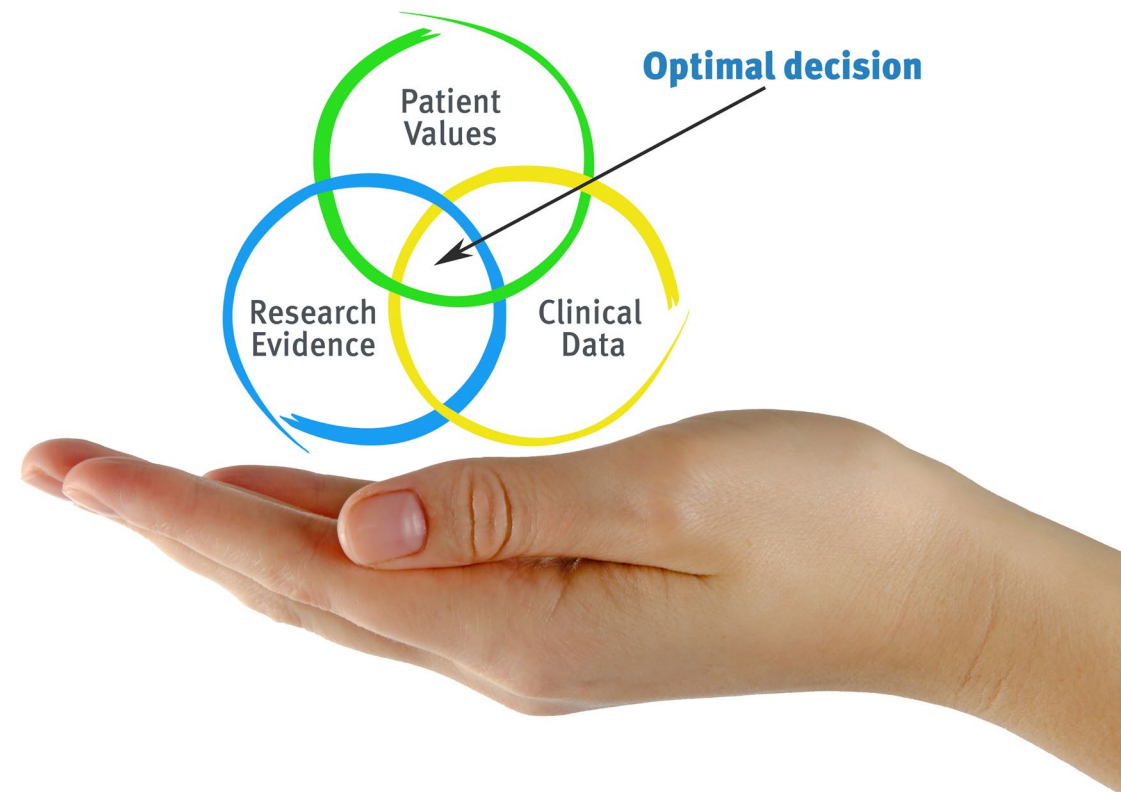 Optimal decision
Patient
Values
Research
Evidence
Clinical
Data